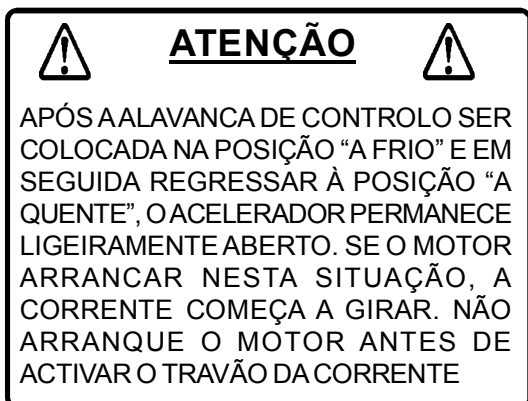 ATENÇÃO
APÓS A ALAVANCA DE CONTROLO SER
COLOCADA NA POSIÇÃO “A FRIO” E EM
SEGUIDA REGRESSAR À POSIÇÃO “A
QUENTE”, O ACELERADOR PERMANECE
LIGEIRAMENTE ABERTO. SE O MOTOR
ARRANCAR NESTA SITUAÇÃO, A
CORRENTE COMEÇA A GIRAR. NÃO
ARRANQUE O MOTOR ANTES DE
ACTIVAR O TRAVÃO DA CORRENTE